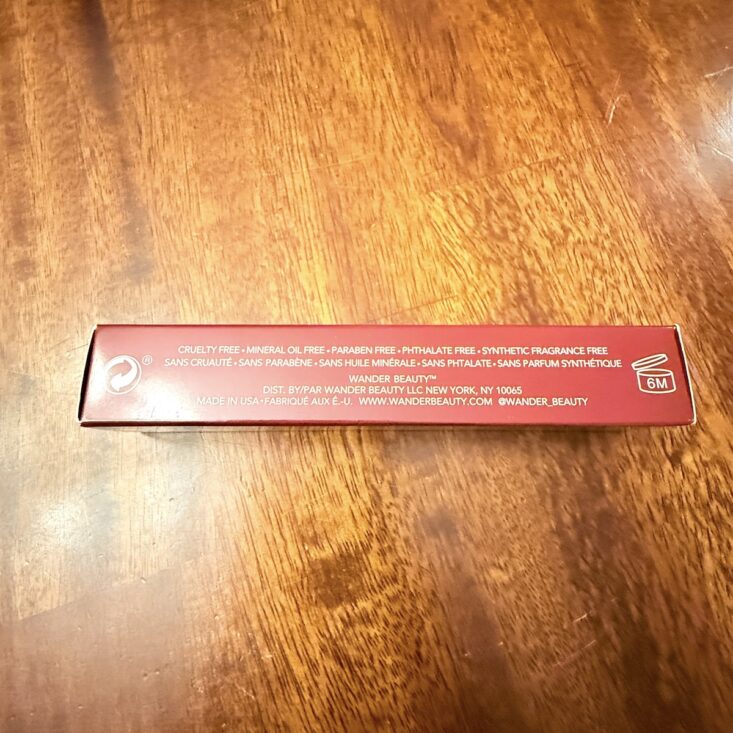 CRUELTY FREE • MINERAL OIL FREE • PARABEN FREE • PHTHALATE FREE • SYNTHETIC FRAGRANCE FREE
SANS CRUAUTÉ • SANS PARABÈNE • SANS HUILE MINÉRALE • SANS PHTALATE • SANS PARFUM SYNTHÉTIQUE
WANDER BEAUTY™
DIST. BY/PAR WANDER BEAUTY LLC NEW YORK, NY 10065
MADE IN USA • FABRIQUÉ AUX É.-U. WWW.WANDERBEAUTY.COM @WANDER_BEAUTY
®
6M